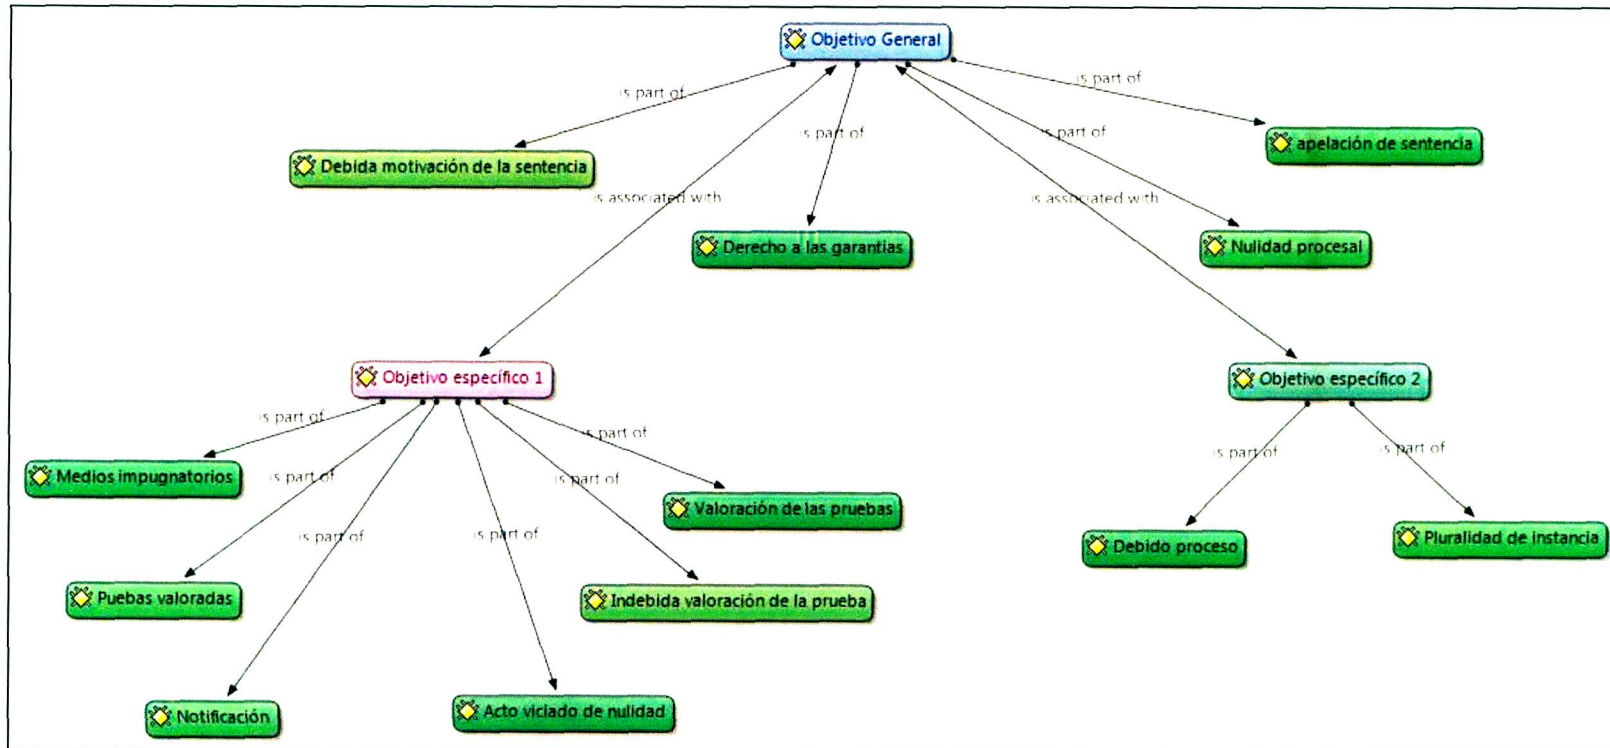 Objetivo General
is part of
is part of
is part of
is part of
apelación de sentencia
Debida motivación de la sentencia
is associated with
is associated with
Derecho a las garantias
Nulidad procesal
Objetivo específico 1
Objetivo específico 2
is part of
is part of
is part of
is part of
Medios impugnatorios
is part of
is part of
Valoración de las pruebas
is part of
is part of
Debido proceso
Pluralidad de instancia
Puebas valoradas
Indebida valoración de la prueba
Notificación
Acto viciado de nulidad